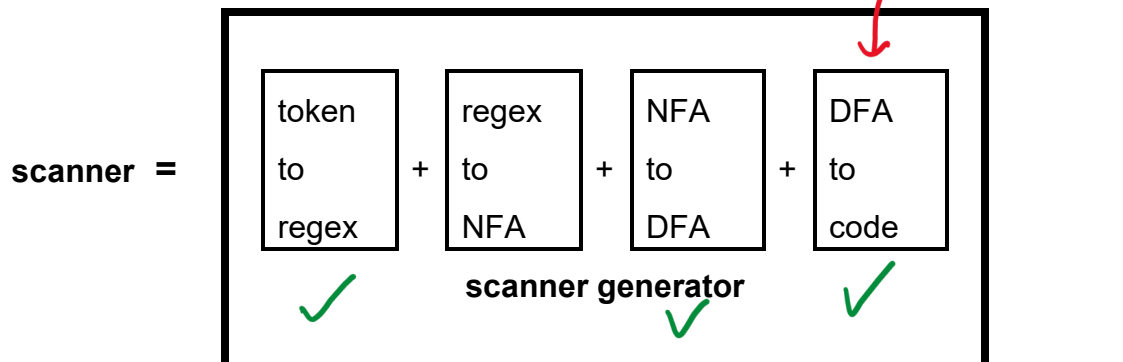 token regex NFA DFA
scanner = to + to + to + to
regex NFA DFA code
scanner generator